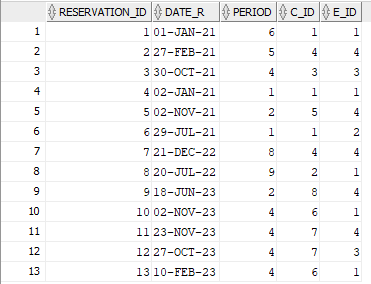 RESERVATION_ID DATE_R PERIOD C_ID E_ID
1 1 01-JAN-21 6 1 1
2 2 27-FEB-21 5 4 4
3 3 30-OCT-21 4 3 3
4 4 02-JAN-21 1 1 1
5 5 02-NOV-21 2 5 4
6 6 29-JUL-21 1 1 2
7 7 21-DEC-22 8 4 4
8 8 20-JUL-22 9 2 1
9 9 18-JUN-23 2 8 4
10 10 02-NOV-23 4 6 1
11 11 23-NOV-23 4 7 4
12 12 27-OCT-23 4 7 3
13 13 10-FEB-23 4 6 1